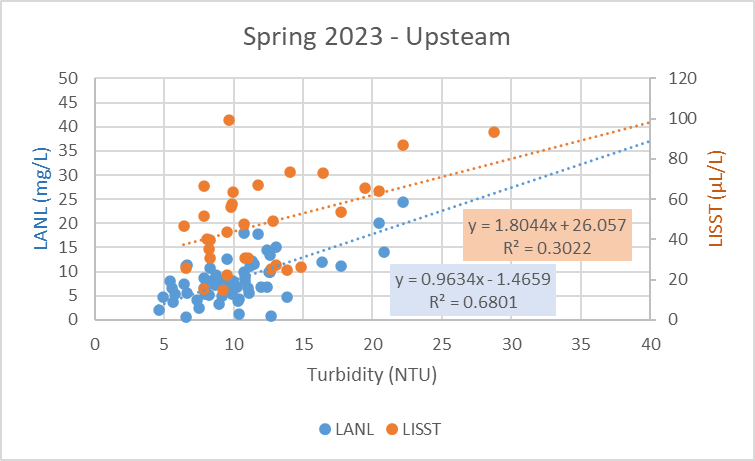 Spring 2023 - Upsteam
50
45
40
35
30
25
20
15
10
5
0
LANL (mg/L)
120
100
80
60
40
20
0
LISST (µL/L)
y = 1.8044x + 26.057
R² = 0.3022
y = 0.9634x - 1.4659
R² = 0.6801
0 5 10 15 20 25 30 35 40
Turbidity (NTU)
LANL LISST